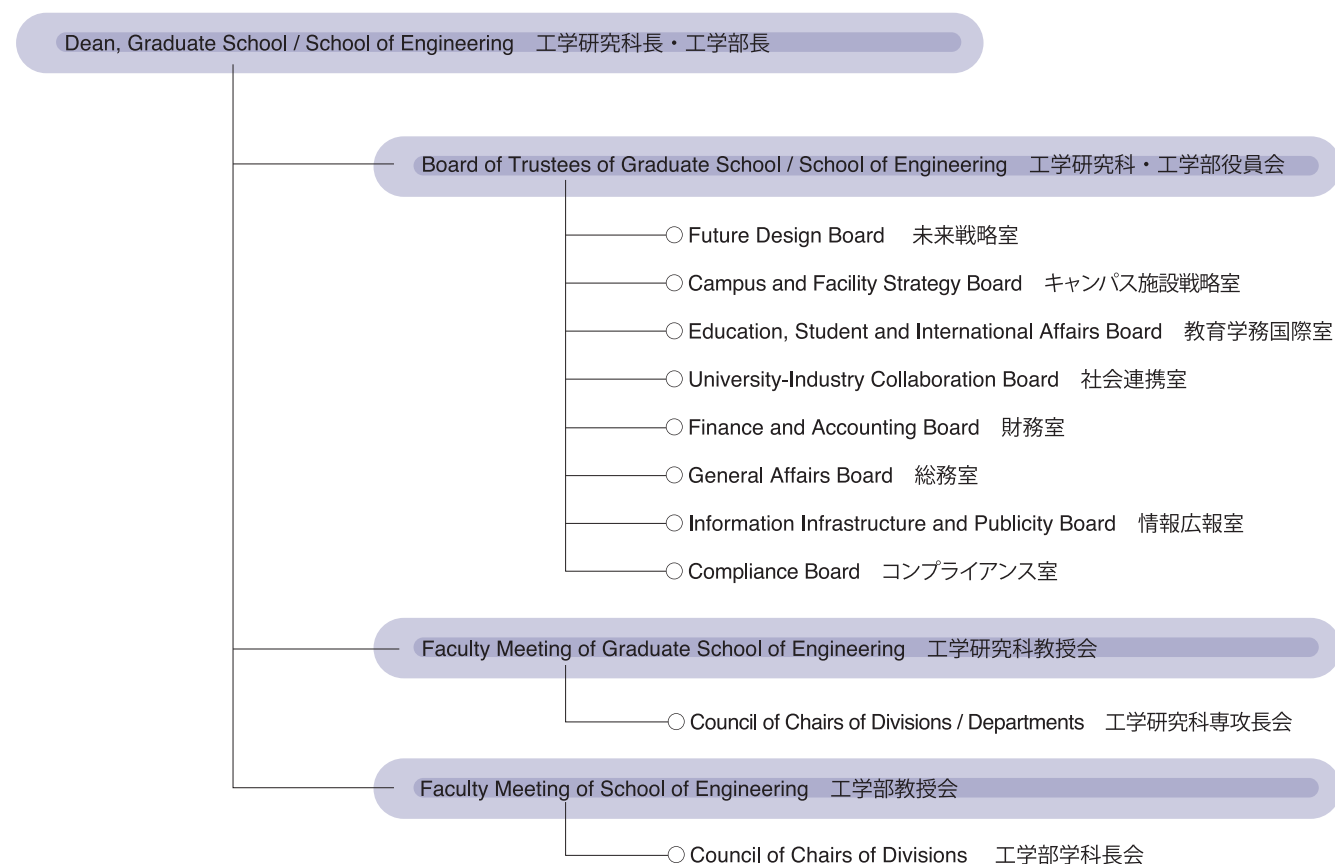 Dean, Graduate School / School of Engineering 工学研究科長・工学部長
Board of Trustees of Graduate School / School of Engineering 工学研究科・工学部役員会
Future Design Board 未来戦略室
Campus and Facility Strategy Board キャンパス施設戦略室
Education, Student and International Affairs Board 教育学務国際室
University-Industry Collaboration Board 社会連携室
Finance and Accounting Board 財務室
General Affairs Board 総務室
Information Infrastructure and Publicity Board 情報広報室
Compliance Board コンプライアンス室
Faculty Meeting of Graduate School of Engineering 工学研究科教授会
Council of Chairs of Divisions / Departments 工学研究科専攻長会
Faculty Meeting of School of Engineering 工学部教授会
Council of Chairs of Divisions 工学部学科長会